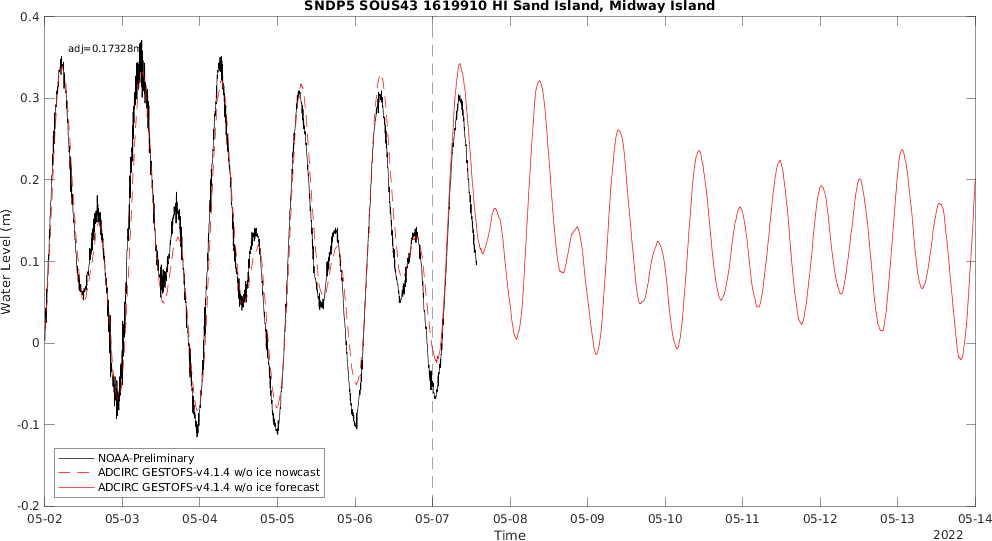 SNDP5 SOUS43 1619910 HI Sand Island, Midway Island
0.4
adj=0.17328m
0.3
0.2
0.1
0
-0.1
-0.2
Water Level (m)
NOAA-Preliminary
ADCIRC GESTOFS-v4.1.4 w/o ice nowcast
ADCIRC GESTOFS-v4.1.4 w/o ice forecast
05-02 05-03 05-04 05-05 05-06 05-07 05-08 05-09 05-10 05-11 05-12 05-13 05-14
Time
2022